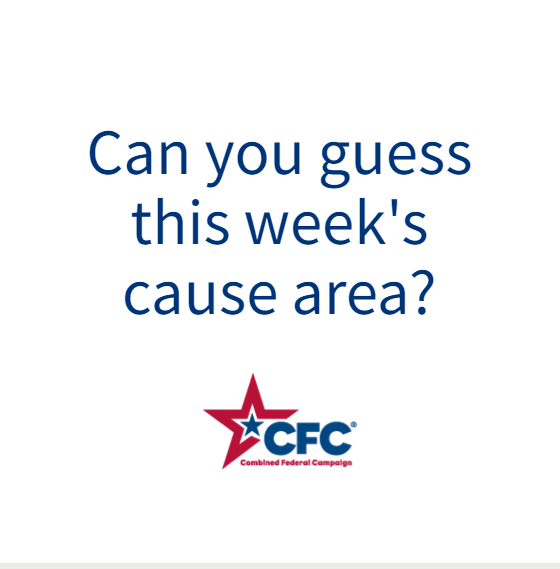 Can you guess
this week's
cause area?
CFC®
Combined Federal Campaign